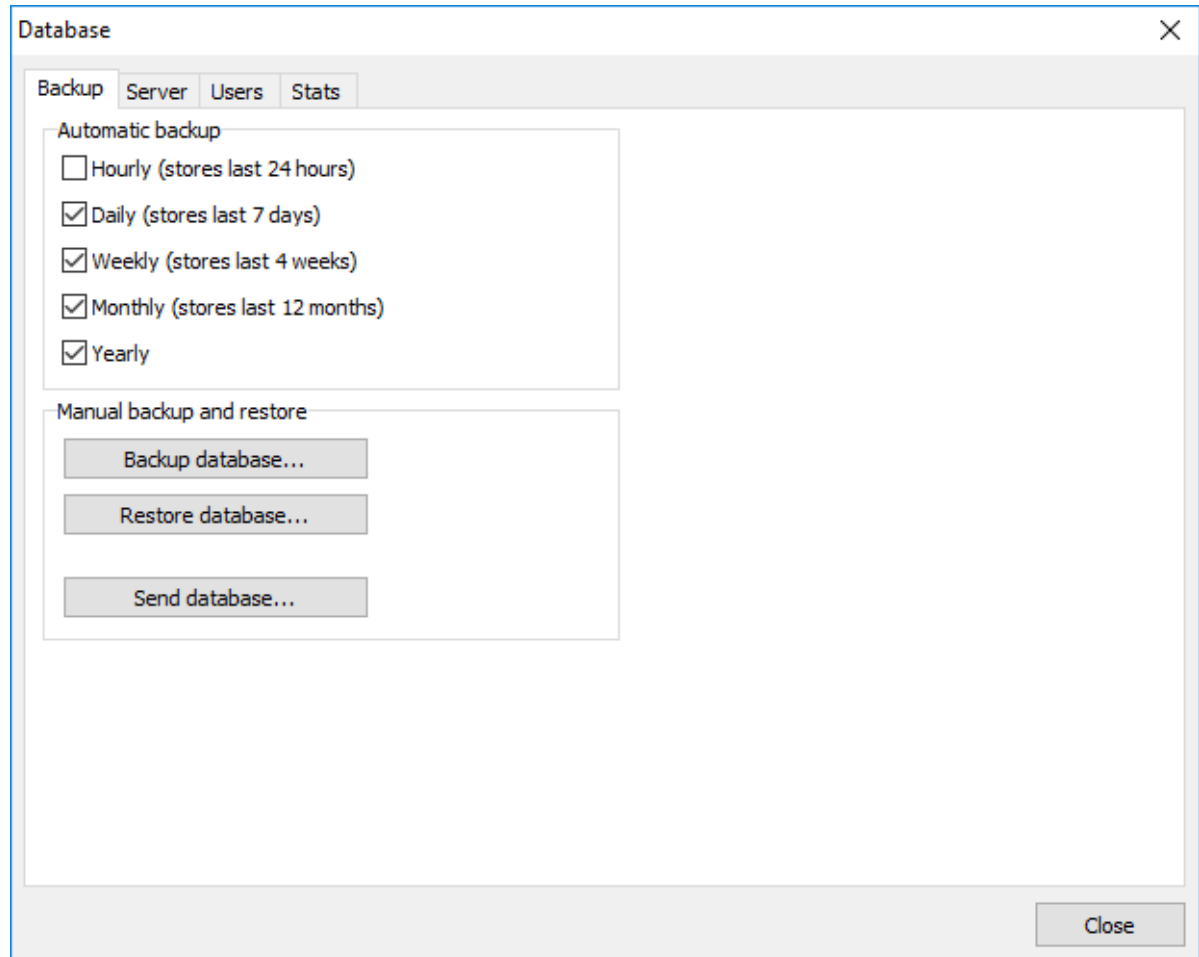 Database
Backup Server Users Stats
Automatic backup
Hourly (stores last 24 hours)
Daily (stores last 7 days)
Weekly (stores last 4 weeks)
Monthly (stores last 12 months)
Yearly
Manual backup and restore
Backup database...
Restore database...
Send database...
Close